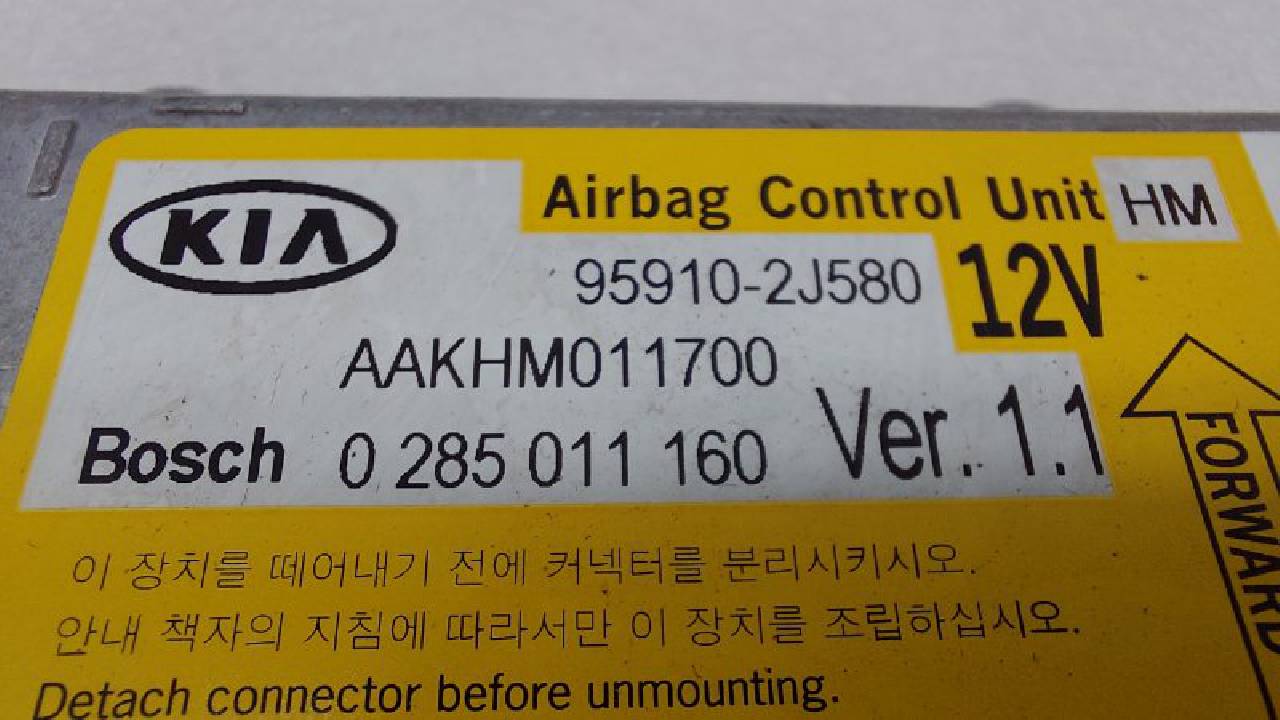 KIA
Airbag Control Unit HM
95910-2J580 12V
AAKHM011700
Bosch 0 285 011 160 Ver. 1.1
FORWARD
이 장치를 떼어내기 전에 커넥터를 분리시키시오.
안내 책자의 지침에 따라서만 이 장치를 조립하십시오.
Detach connector before unmounting.